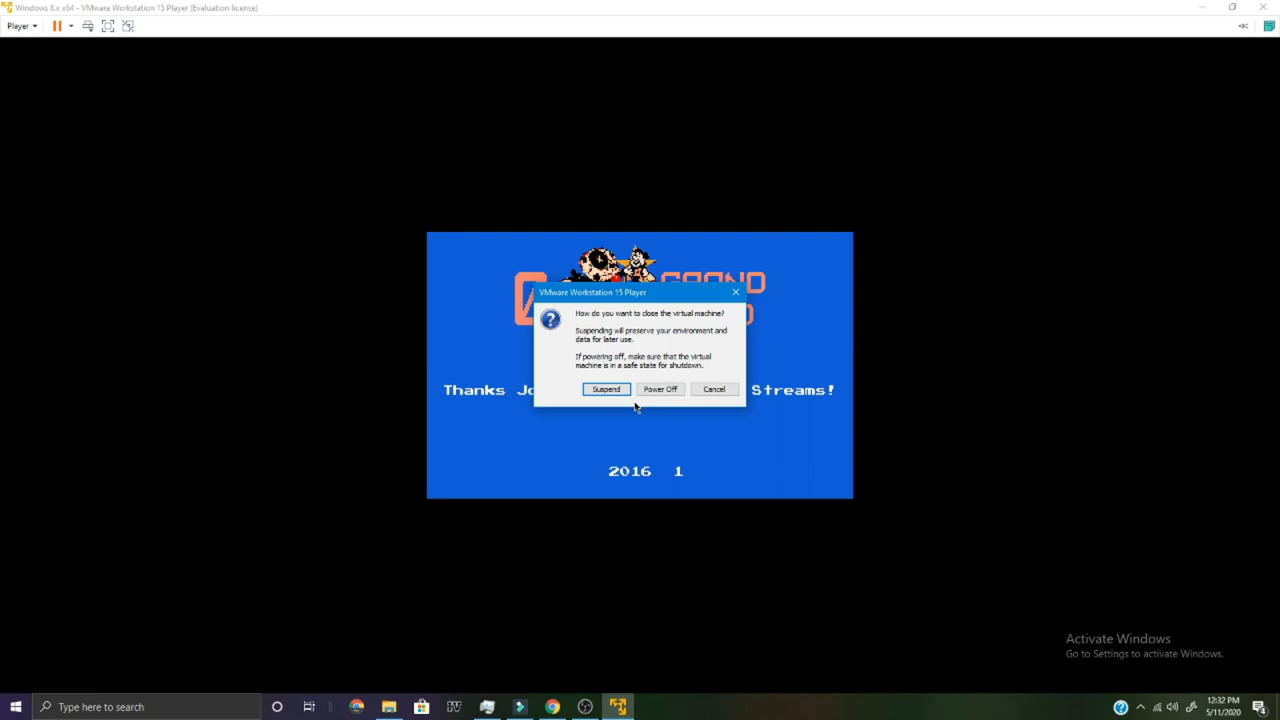 Windows 8.x x64 - VMware Workstation 15 Player (Evaluation license)
Player
GRAND
VMware Workstation 15 Player
How do you want to close the virtual machine?
Suspending will preserve your environment and
data for later use.
If powering off, make sure that the virtual
machine is in a safe state for shutdown.
Suspend Power Off Cancel
Thanks Streams!
2016 1
Activate Windows
Go to Settings to activate Windows.
Type here to search
12:32 PM
5/11/2020
4